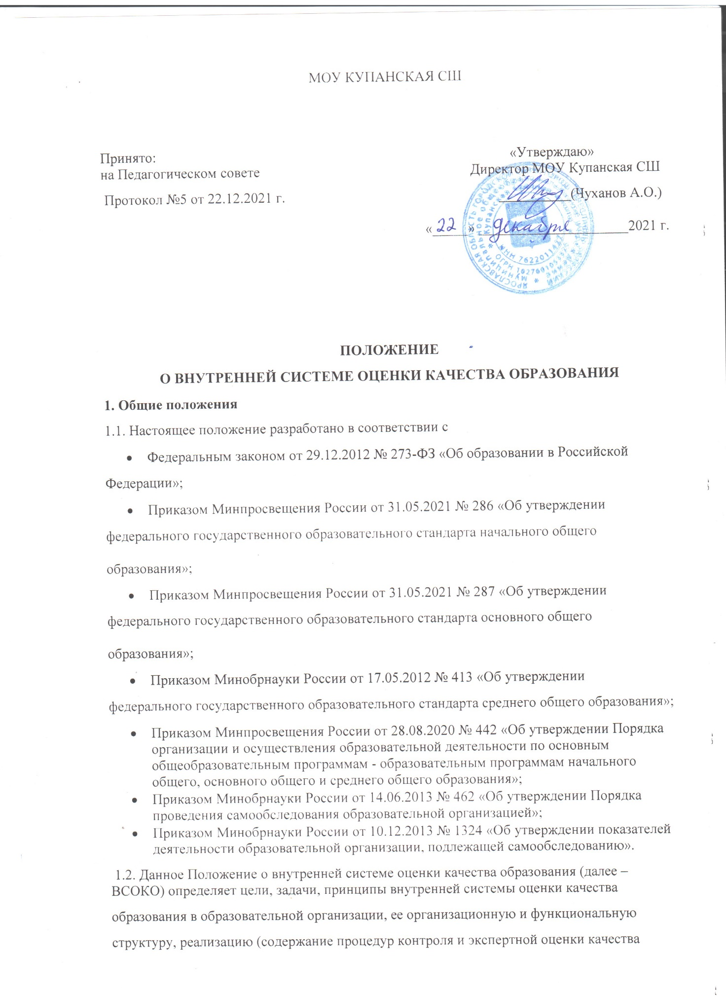 МОУ КУПАНСКАЯ СШ
Принято:
на Педагогическом совете
Протокол №5 от 22.12.2021 г.
«Утверждаю»
Директор МОУ Купанская СШ
(Чуханов А.О.)
«22» декабря 2021 г.
ИНН 7622011427
ПОЛОЖЕНИЕ
О ВНУТРЕННЕЙ СИСТЕМЕ ОЦЕНКИ КАЧЕСТВА ОБРАЗОВАНИЯ
1. Общие положения
1.1. Настоящее положение разработано в соответствии с
• Федеральным законом от 29.12.2012 № 273-ФЗ «Об образовании в Российской
Федерации»;
• Приказом Минпросвещения России от 31.05.2021 № 286 «Об утверждении
федерального государственного образовательного стандарта начального общего
образования»;
• Приказом Минпросвещения России от 31.05.2021 № 287 «Об утверждении
федерального государственного образовательного стандарта основного общего
образования»;
• Приказом Минобрнауки России от 17.05.2012 № 413 «Об утверждении
федерального государственного образовательного стандарта среднего общего образования»;
• Приказом Минпросвещения России от 28.08.2020 № 442 «Об утверждении Порядка
организации и осуществления образовательной деятельности по основным
общеобразовательным программам - образовательным программам начального
общего, основного общего и среднего общего образования»;
• Приказом Минобрнауки России от 14.06.2013 № 462 «Об утверждении Порядка
проведения самообследования образовательной организацией»;
• Приказом Минобрнауки России от 10.12.2013 № 1324 «Об утверждении показателей
деятельности образовательной организации, подлежащей самообследованию».
1.2. Данное Положение о внутренней системе оценки качества образования (далее –
ВСОКО) определяет цели, задачи, принципы внутренней системы оценки качества
образования в образовательной организации, ее организационную и функциональную
структуру, реализацию (содержание процедур контроля и экспертной оценки качества